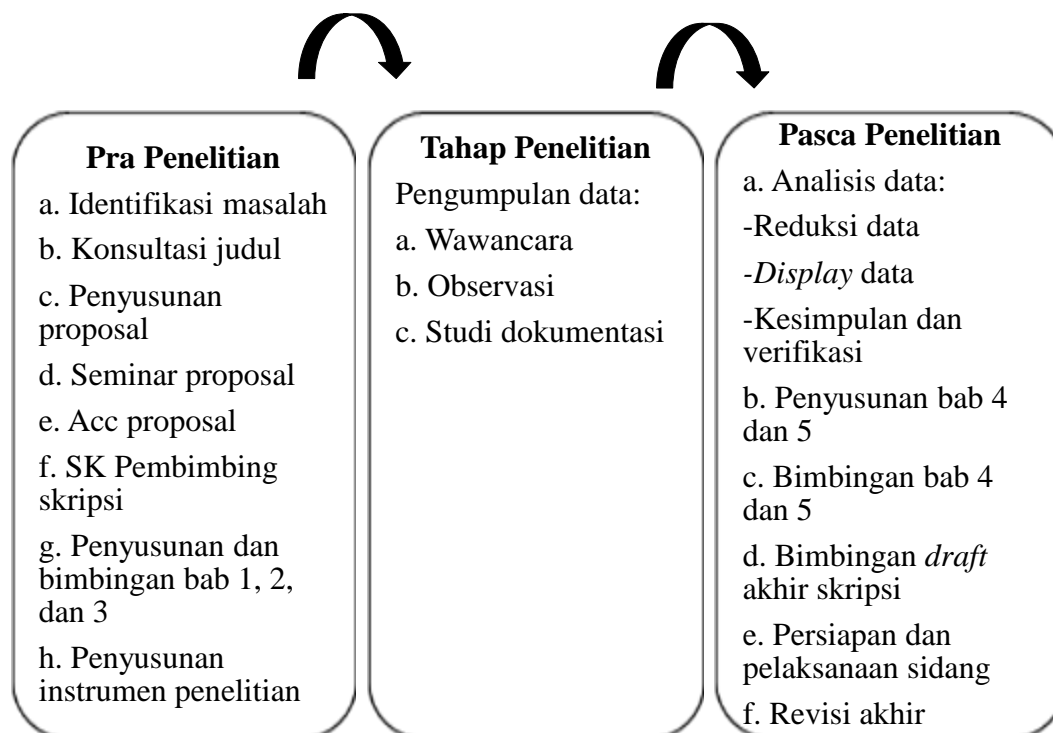 Pra Penelitian
a. Identifikasi masalah
b. Konsultasi judul
c. Penyusunan
proposal
d. Seminar proposal
e. Acc proposal
f. SK Pembimbing
skripsi
g. Penyusunan dan
bimbingan bab 1, 2,
dan 3
h. Penyusunan
instrumen penelitian
Tahap Penelitian
Pengumpulan data:
a. Wawancara
b. Observasi
c. Studi dokumentasi
Pasca Penelitian
a. Analisis data:
-Reduksi data
-Display data
-Kesimpulan dan
verifikasi
b. Penyusunan bab 4
dan 5
c. Bimbingan bab 4
dan 5
d. Bimbingan draft
akhir skripsi
e. Persiapan dan
pelaksanaan sidang
f. Revisi akhir